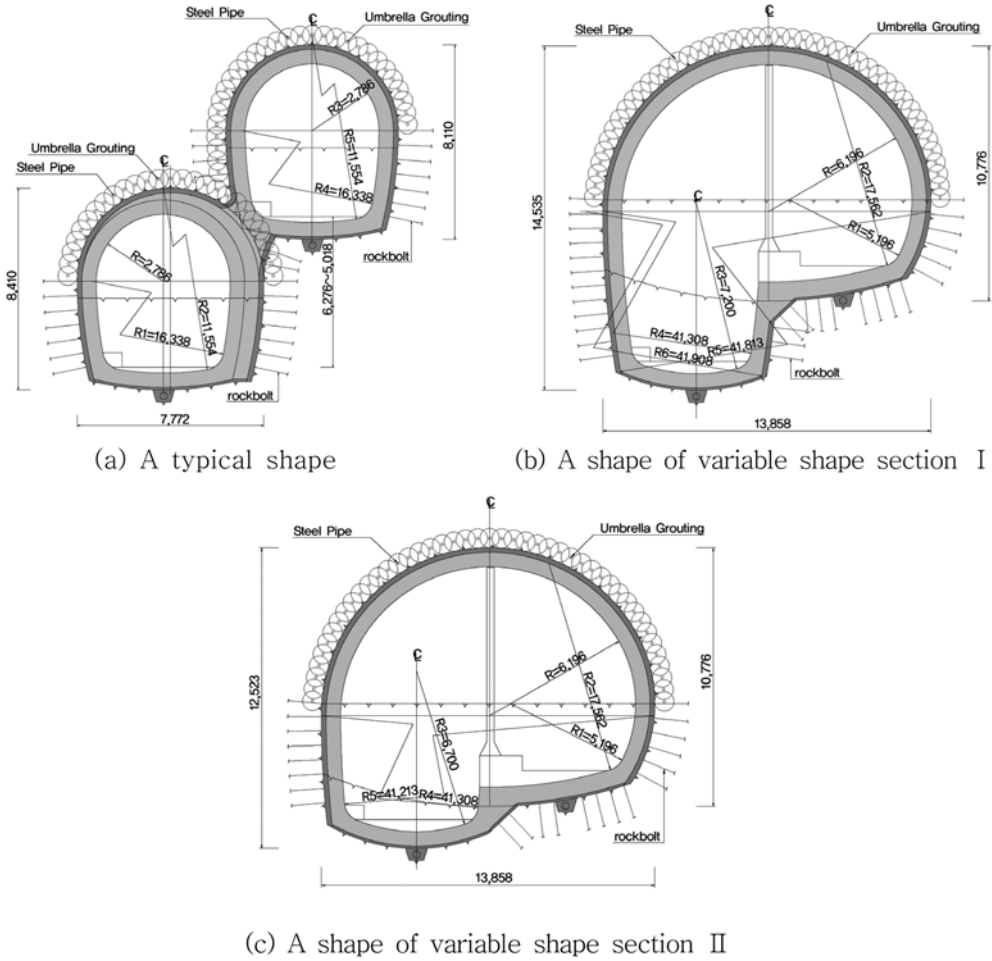 Steel Pipe
Umbrella Grouting
℄
R3=2,786
R5=11,554
R4=16,338
8,110
rockbolt
Umbrella Grouting
Steel Pipe
℄
8,410
R=2,786
R2=11,554
R1=16,338
6,276~5,018
rockbolt
7,772
(a) A typical shape
℄
Steel Pipe
Umbrella Grouting
14,535
10,776
R=6,196
R2=17,562
R1=5,196
℄
R3=7,200
R4=41,308
R5=41,813
R6=41,908
rockbolt
13,858
(b) A shape of variable shape section Ⅰ
℄
Steel Pipe
Umbrella Grouting
12,523
10,776
R=6,196
R2=17,562
R1=5,196
℄
R3=6,700
R5=41,213
R4=41,308
rockbolt
13,858
(c) A shape of variable shape section Ⅱ